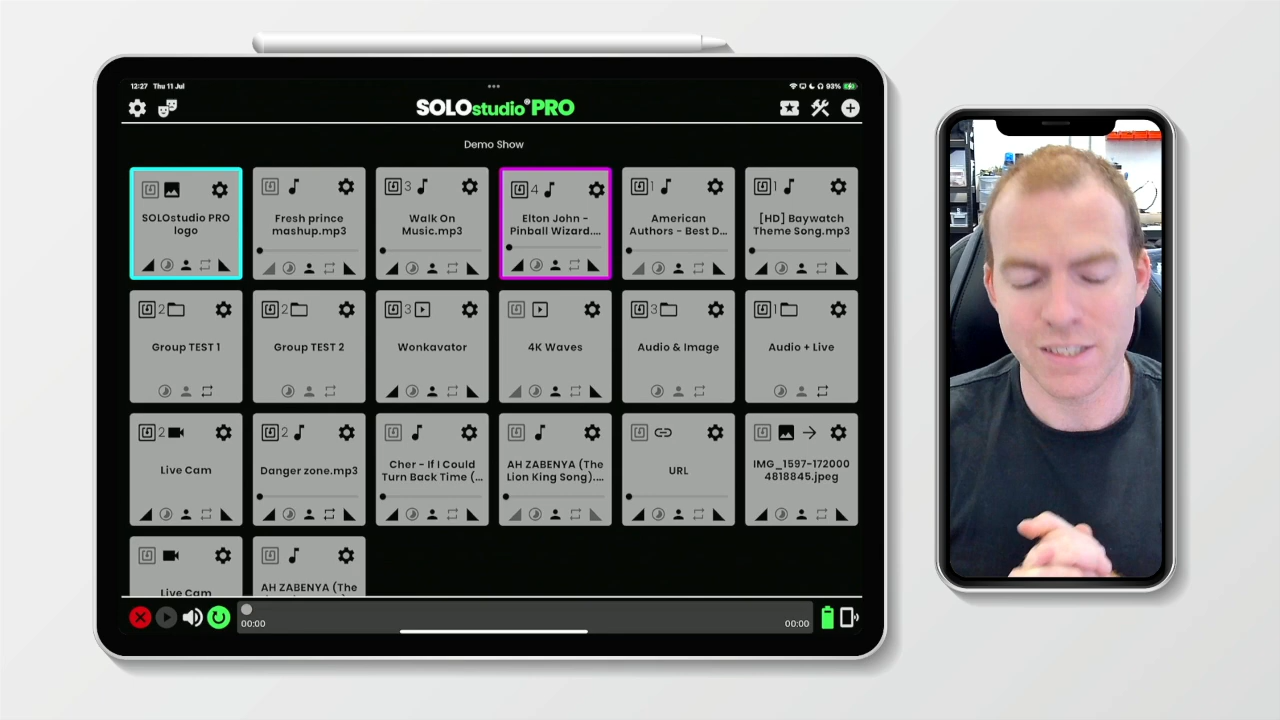 12:27 Thu 11 Jul
93%
SOLOstudio® PRO
Demo Show
SOLOstudio PRO
logo
Fresh prince
mashup.mp3
3
Walk On
Music.mp3
4
Elton John -
Pinball Wizard....
1
American
Authors - Best D...
1
[HD] Baywatch
Theme Song.mp3
2
Group TEST 1
2
Group TEST 2
3
Wonkavator
4K Waves
3
Audio & Image
1
Audio + Live
2
Live Cam
2
Danger zone.mp3
Cher - If I Could
Turn Back Time (...
AH ZABENYA (The
Lion King Song)....
URL
IMG_1597-172000
4818845.jpeg
Live Cam
AH ZABENYA (The
00:00
00:00